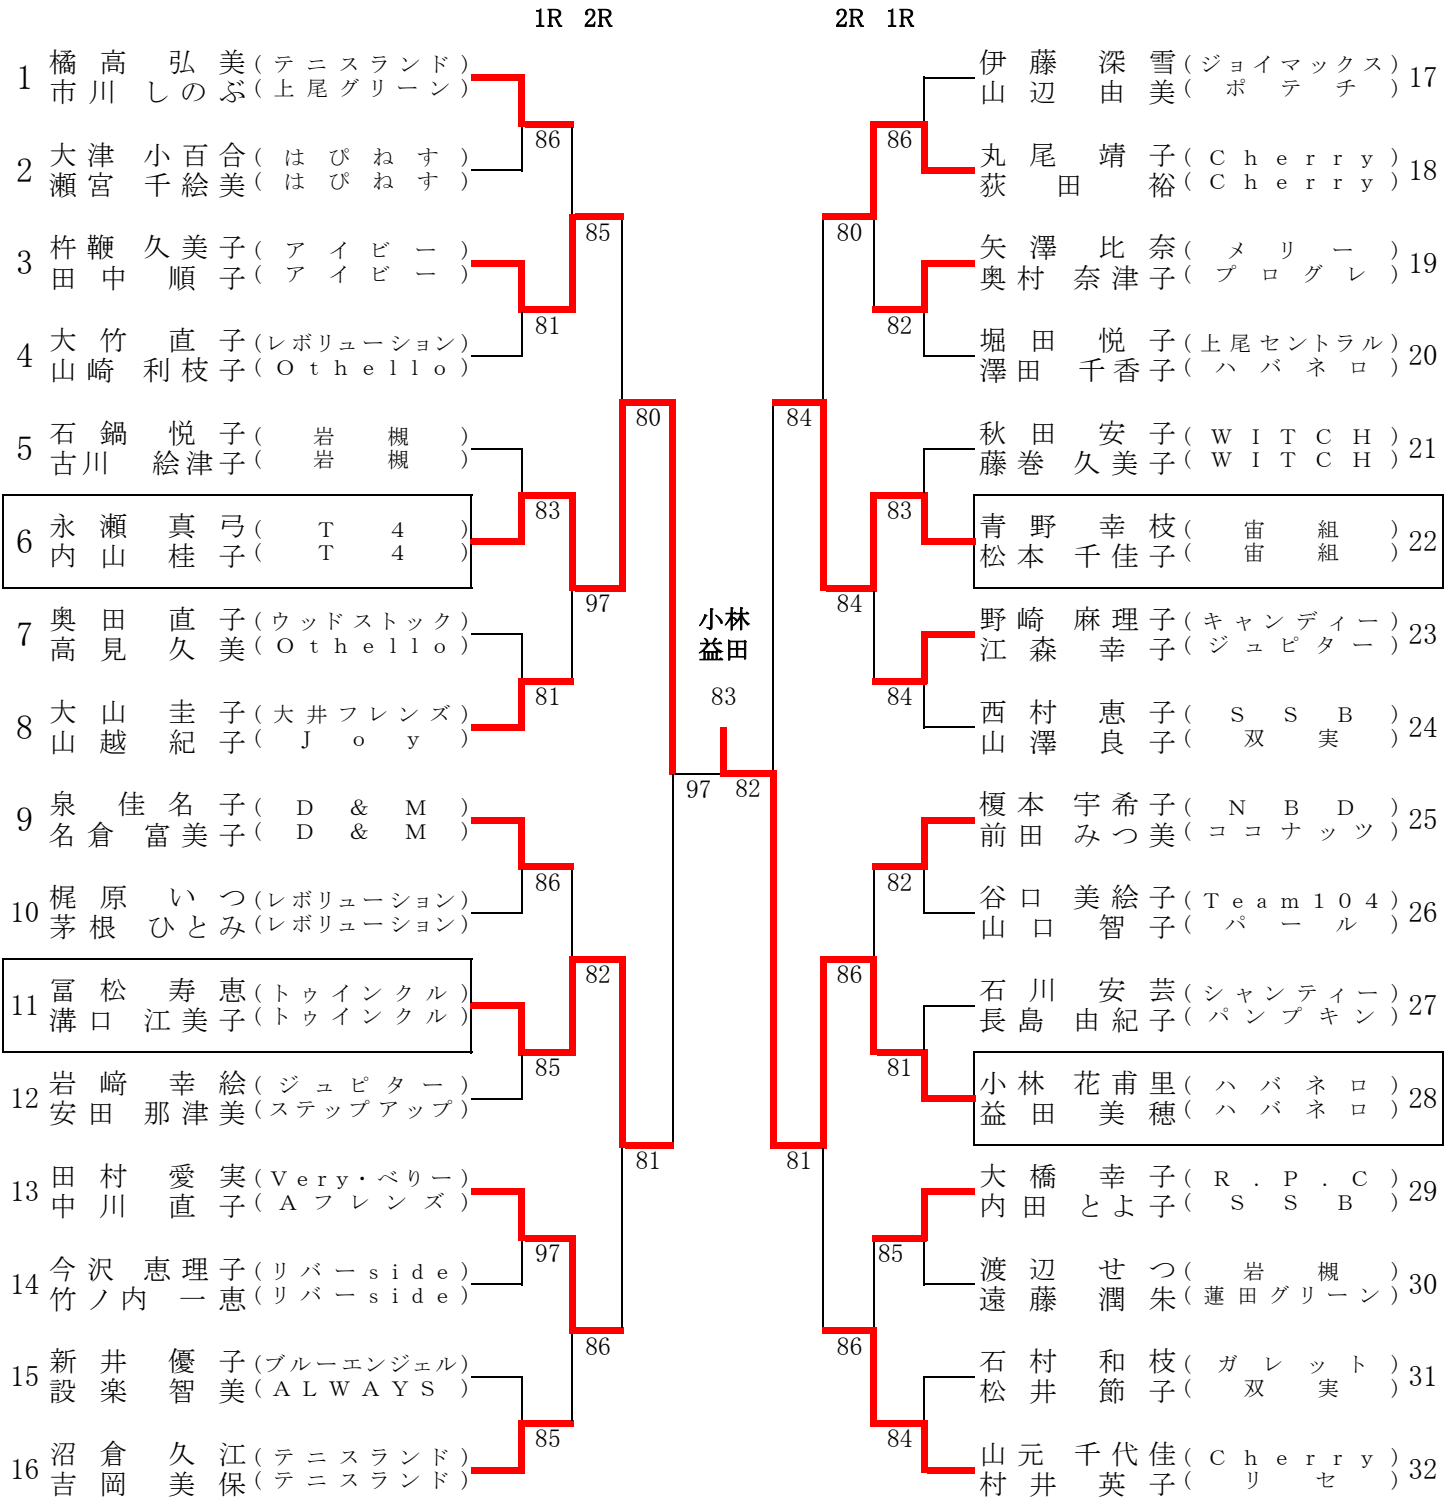 1R 2R
2R 1R
1 橘高 弘美(テニスランド)
市川 しのぶ(上尾グリーン)
86
2 大津 小百合(はぴねす)
瀬宮 千絵美(はぴねす)
85
3 杵鞭 久美子(アイビー)
田中 順子(アイビー)
81
4 大竹 直子(レボリューション)
山崎 利枝子(Othello)
80
5 石鍋 悦子(岩槻)
古川 絵津子(岩槻)
83
6 永瀬 真弓(T4)
内山 桂子(T4)
97
7 奥田 直子(ウッドストック)
高見 久美(Othello)
81
8 大山 圭子(大井フレンズ)
山越 紀子(Joy)
9 泉 佳名子(D&M)
名倉 富美子(D&M)
86
10 梶原 いつ(レボリューション)
茅根 ひとみ(レボリューション)
82
11 冨松 寿恵(トゥインクル)
溝口 江美子(トゥインクル)
85
12 岩﨑 幸絵(ジュピター)
安田 那津美(ステップアップ)
81
13 田村 愛実(Very・べりー)
中川 直子(Aフレンズ)
97
14 今沢 恵理子(リバーside)
竹ノ内 一恵(リバーside)
86
15 新井 優子(ブルーエンジェル)
設楽 智美(ALWAYS)
85
16 沼倉 久江(テニスランド)
吉岡 美保(テニスランド)
小林
益田
83
97 82
伊藤 深雪(ジョイマックス) 17
山辺 由美(ポテチ)
86
丸尾 靖子(Cherry) 18
荻田 裕(Cherry)
80
矢澤 比奈(メリー) 19
奥村 奈津子(プログレ)
82
堀田 悦子(上尾セントラル) 20
澤田 千香子(ハバネロ)
84
秋田 安子(WITCH) 21
藤巻 久美子(WITCH)
83
青野 幸枝(宙組) 22
松本 千佳子(宙組)
84
野崎 麻理子(キャンディー) 23
江森 幸子(ジュピター)
84
西村 恵子(SSB) 24
山澤 良子(双実)
榎本 宇希子(NBD) 25
前田 みつ美(ココナッツ)
82
谷口 美絵子(Team104) 26
山口 智子(パール)
86
石川 安芸(シャンティー) 27
長島 由紀子(パンプキン)
81
小林 花甫里(ハバネロ) 28
益田 美穂(ハバネロ)
81
大橋 幸子(R.P.C) 29
内田 とよ子(SSB)
85
渡辺 せつ(岩槻) 30
遠藤 潤朱(蓮田グリーン)
86
石村 和枝(ガレット) 31
松井 節子(双実)
84
山元 千代佳(Cherry) 32
村井 英子(リセ)